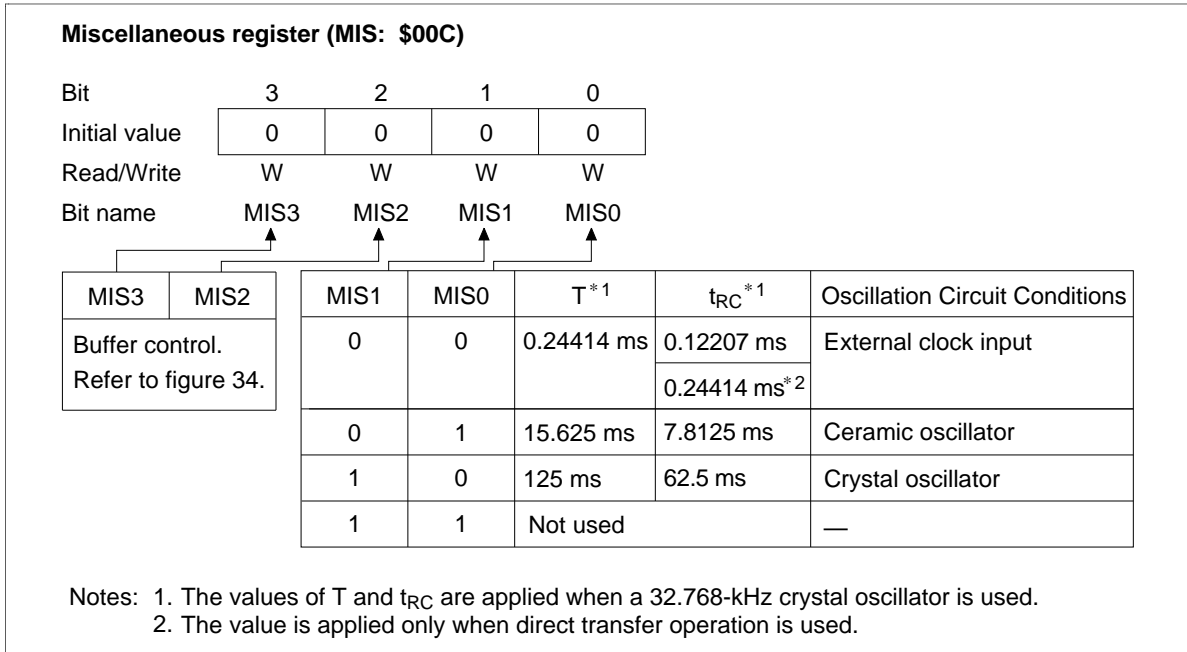 Miscellaneous register (MIS: $00C)
Bit 3 2 1 0
Initial value 0 0 0 0
Read/Write W W W W
Bit name MIS3 MIS2 MIS1 MIS0
MIS3 MIS2
Buffer control.
Refer to figure 34.
MIS1 MIS0 T*1 tRC*1 Oscillation Circuit Conditions
0 0 0.24414 ms 0.12207 ms External clock input
0.24414 ms*2
0 1 15.625 ms 7.8125 ms Ceramic oscillator
1 0 125 ms 62.5 ms Crystal oscillator
1 1 Not used —
Notes: 1. The values of T and tRC are applied when a 32.768-kHz crystal oscillator is used.
2. The value is applied only when direct transfer operation is used.